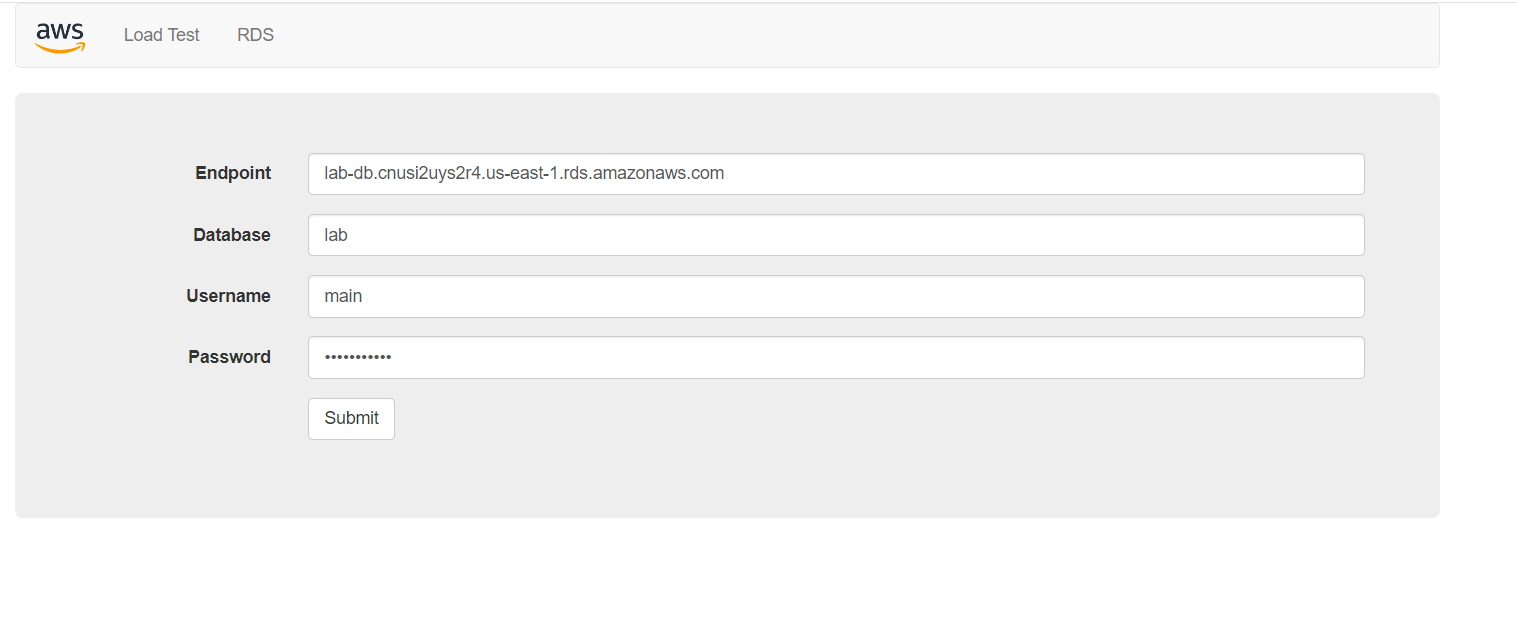 aws Load Test RDS
Endpoint lab-db.cnusi2uys2r4.us-east-1.rds.amazonaws.com
Database lab
Username main
Password •••••••••••
Submit